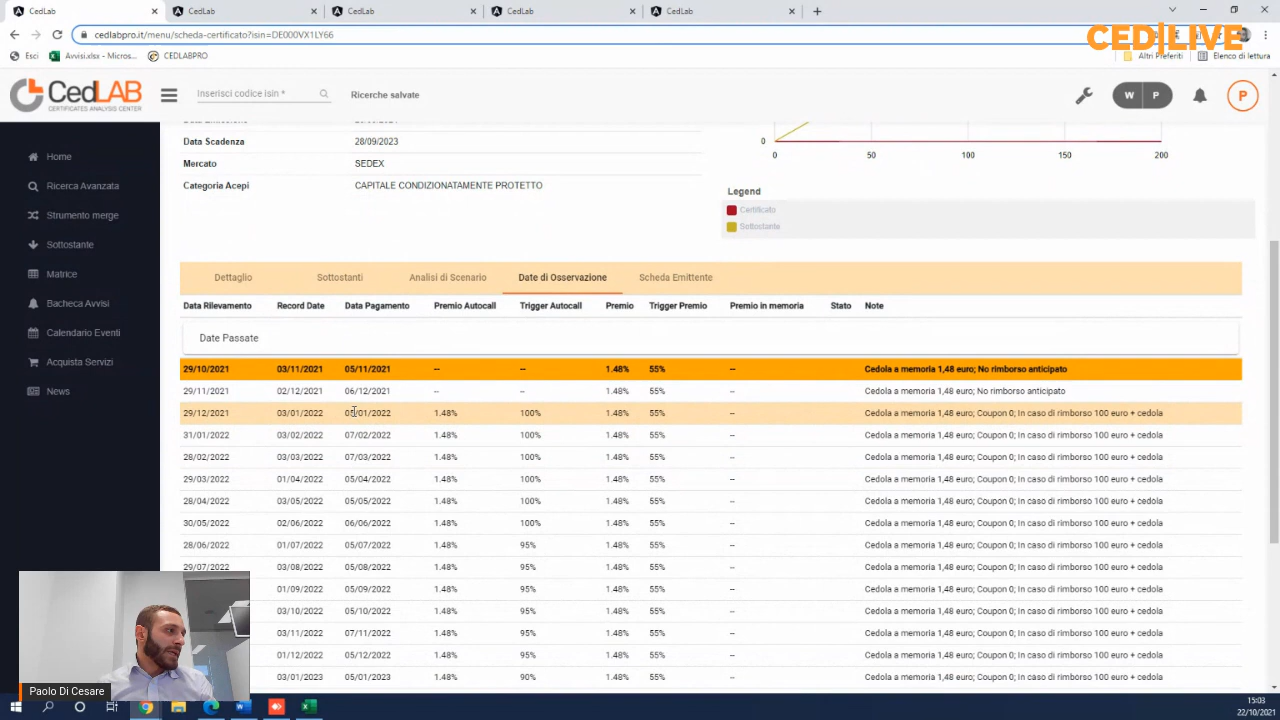 CedLab
CedLab
CedLab
CedLab
CedLab
cedlabpro.it/menu/scheda-certificato?isin=DE000VX1LY66
CED|LIVE
Esci
Avvisi.xlsx - Micros...
CEDLABPRO
Altri Preferiti
Elenco di lettura
CedLAB
CERTIFICATES ANALYSIS CENTER
Inserisci codice isin *
Ricerche salvate
W P
P
Home
Ricerca Avanzata
Strumento merge
Sottostante
Matrice
Bacheca Avvisi
Calendario Eventi
Acquista Servizi
News
Data Scadenza 28/09/2023
Mercato SEDEX
Categoria Acepi CAPITALE CONDIZIONATAMENTE PROTETTO
0
0 50 100 150 200
Legend
Certificato
Sottostante
Dettaglio Sottostanti Analisi di Scenario Date di Osservazione Scheda Emittente
Data Rilevamento Record Date Data Pagamento Premio Autocall Trigger Autocall Premio Trigger Premio Premio in memoria Stato Note
Date Passate
29/10/2021 03/11/2021 05/11/2021 -- -- 1.48% 55% -- Cedola a memoria 1,48 euro; No rimborso anticipato
29/11/2021 02/12/2021 06/12/2021 -- -- 1.48% 55% -- Cedola a memoria 1,48 euro; No rimborso anticipato
29/12/2021 03/01/2022 05/01/2022 1.48% 100% 1.48% 55% -- Cedola a memoria 1,48 euro; Coupon 0; In caso di rimborso 100 euro + cedola
31/01/2022 03/02/2022 07/02/2022 1.48% 100% 1.48% 55% -- Cedola a memoria 1,48 euro; Coupon 0; In caso di rimborso 100 euro + cedola
28/02/2022 03/03/2022 07/03/2022 1.48% 100% 1.48% 55% -- Cedola a memoria 1,48 euro; Coupon 0; In caso di rimborso 100 euro + cedola
29/03/2022 01/04/2022 05/04/2022 1.48% 100% 1.48% 55% -- Cedola a memoria 1,48 euro; Coupon 0; In caso di rimborso 100 euro + cedola
28/04/2022 03/05/2022 05/05/2022 1.48% 100% 1.48% 55% -- Cedola a memoria 1,48 euro; Coupon 0; In caso di rimborso 100 euro + cedola
30/05/2022 02/06/2022 06/06/2022 1.48% 100% 1.48% 55% -- Cedola a memoria 1,48 euro; Coupon 0; In caso di rimborso 100 euro + cedola
28/06/2022 01/07/2022 05/07/2022 1.48% 95% 1.48% 55% -- Cedola a memoria 1,48 euro; Coupon 0; In caso di rimborso 100 euro + cedola
29/07/2022 03/08/2022 05/08/2022 1.48% 95% 1.48% 55% -- Cedola a memoria 1,48 euro; Coupon 0; In caso di rimborso 100 euro + cedola
01/09/2022 05/09/2022 1.48% 95% 1.48% 55% -- Cedola a memoria 1,48 euro; Coupon 0; In caso di rimborso 100 euro + cedola
03/10/2022 05/10/2022 1.48% 95% 1.48% 55% -- Cedola a memoria 1,48 euro; Coupon 0; In caso di rimborso 100 euro + cedola
03/11/2022 07/11/2022 1.48% 95% 1.48% 55% -- Cedola a memoria 1,48 euro; Coupon 0; In caso di rimborso 100 euro + cedola
01/12/2022 05/12/2022 1.48% 95% 1.48% 55% -- Cedola a memoria 1,48 euro; Coupon 0; In caso di rimborso 100 euro + cedola
03/01/2023 05/01/2023 1.48% 90% 1.48% 55% -- Cedola a memoria 1,48 euro; Coupon 0; In caso di rimborso 100 euro + cedola
Paolo Di Cesare
15:03
22/10/2021